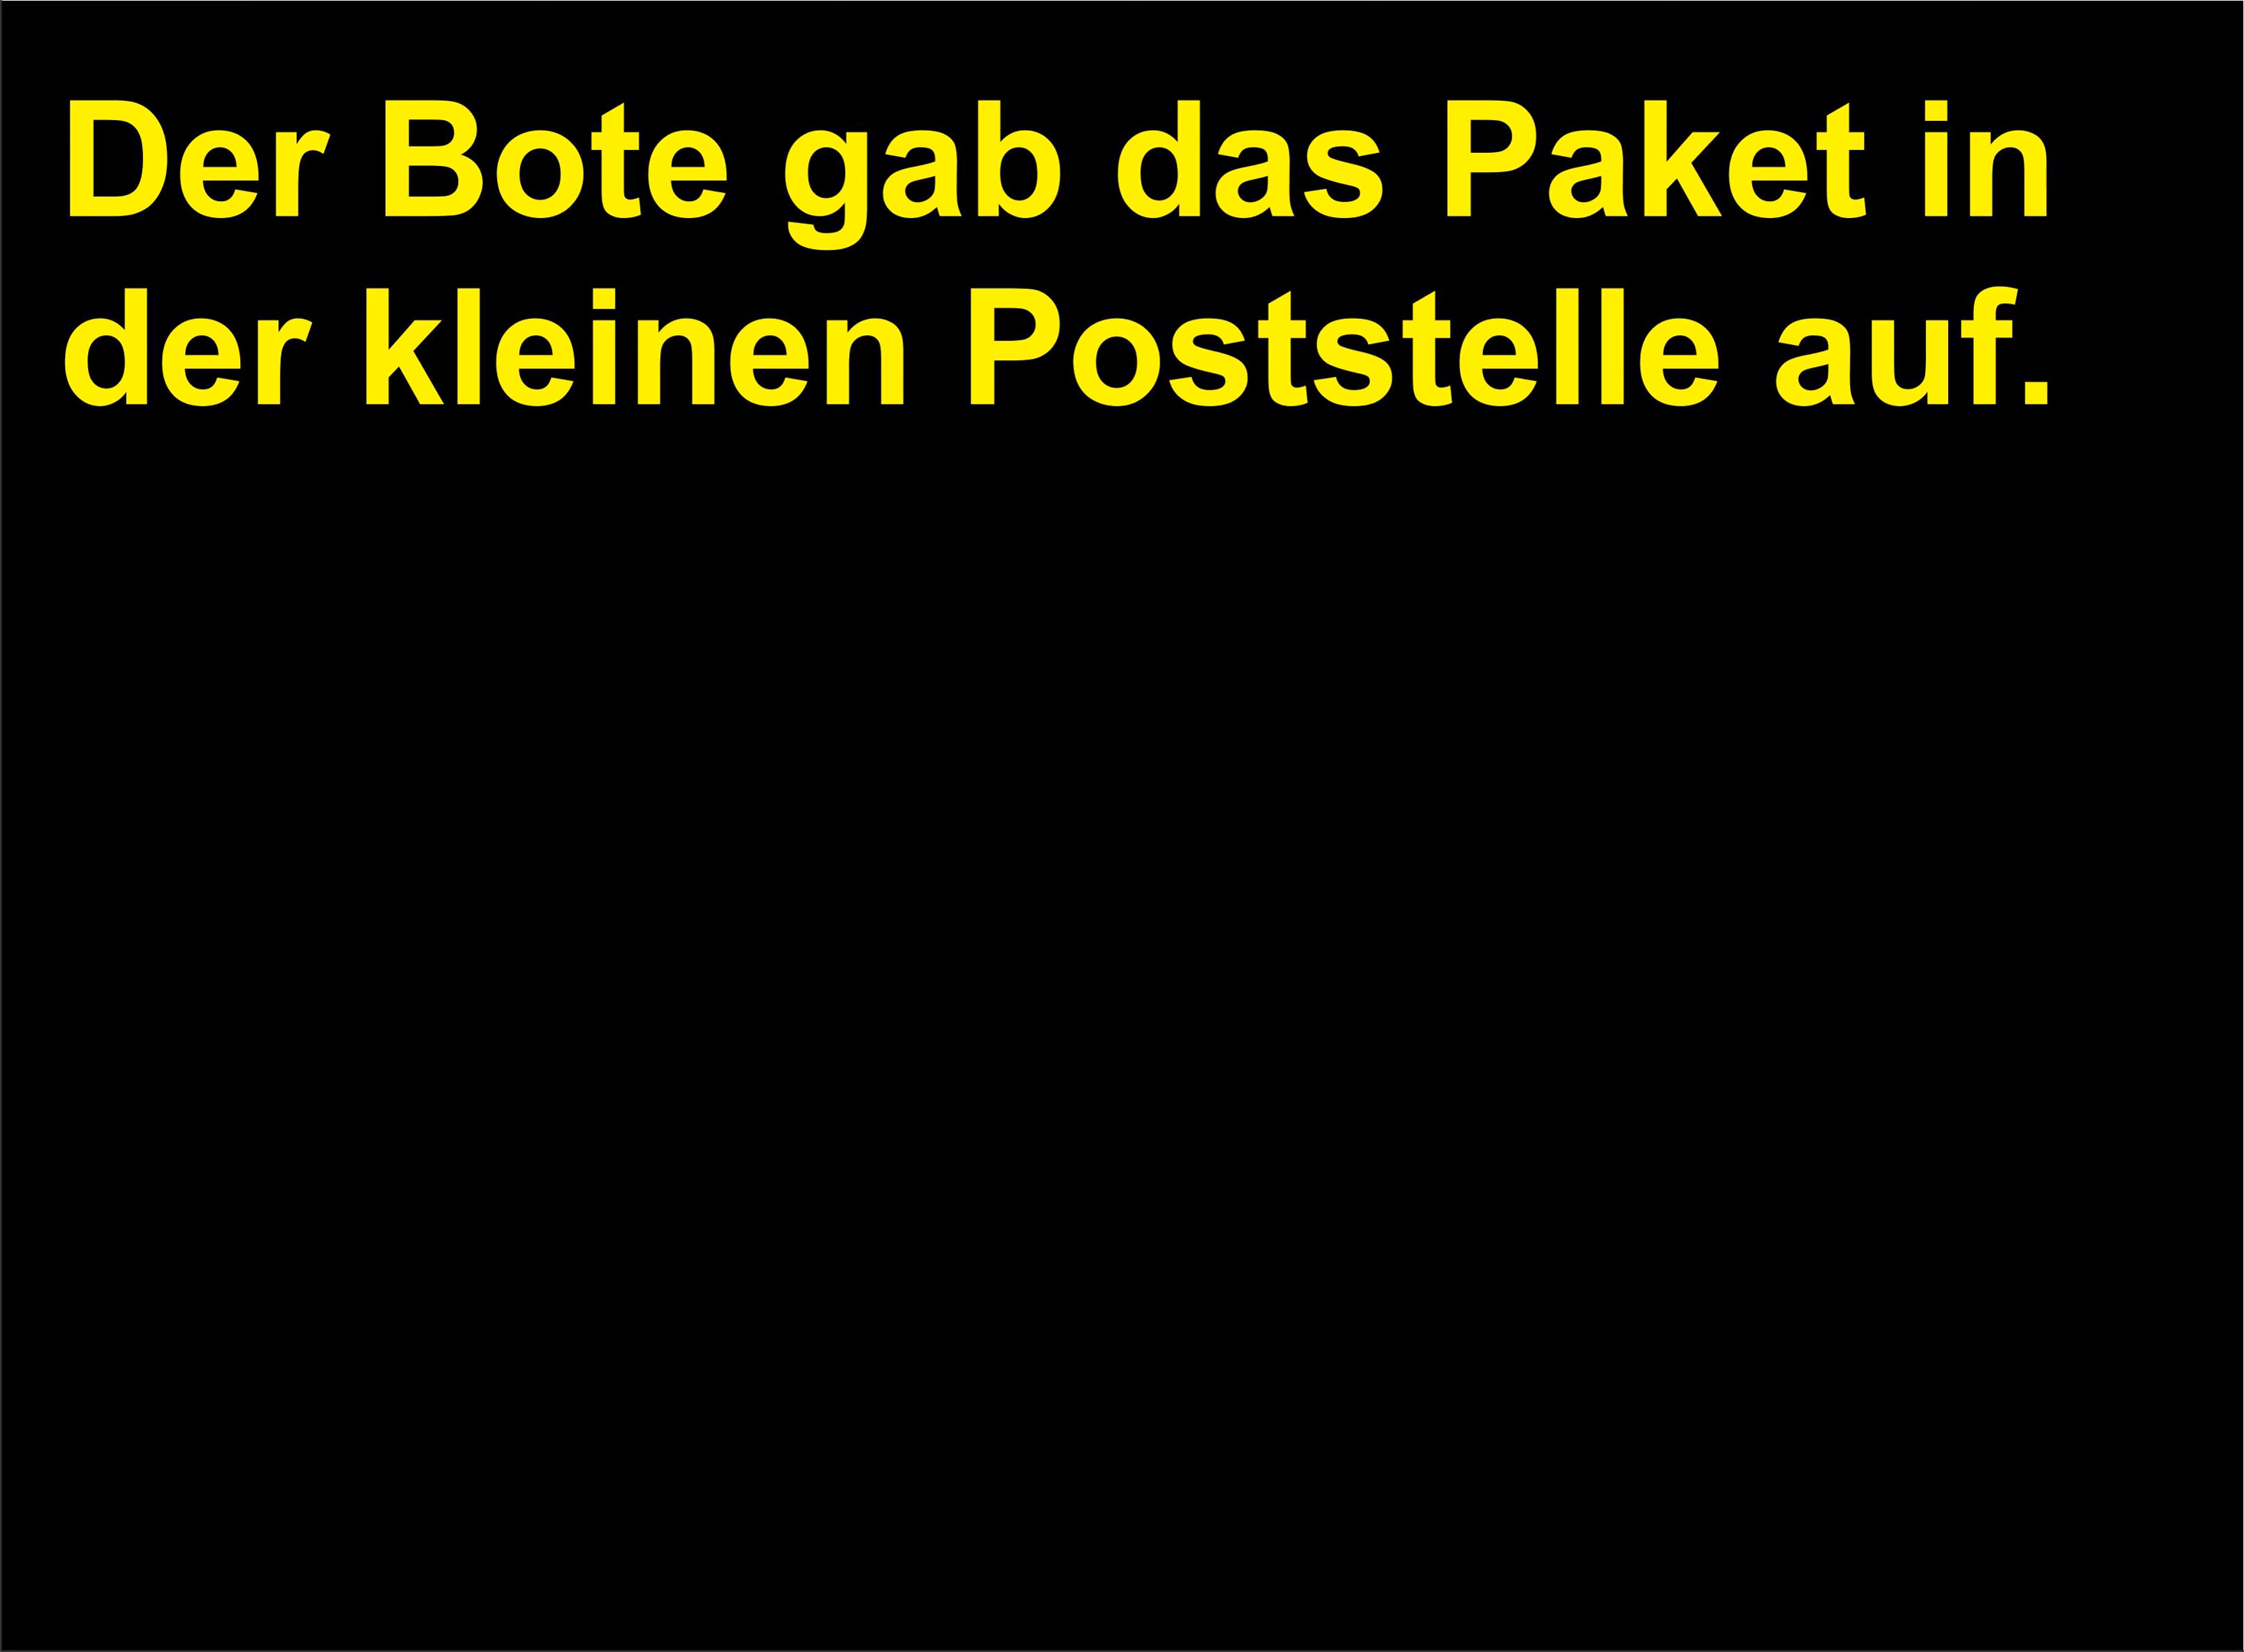 Der Bote gab das Paket in
der kleinen Poststelle auf.